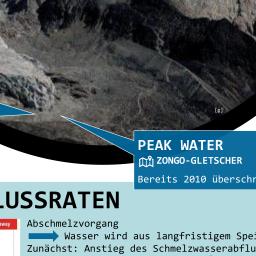 PEAK WATER
ZONGO-GLETSCHER
Bereits 2010 überschr
LUSSRATEN
Abschmelzvorgang
Wasser wird aus langfristigem Spei
Zunächst: Anstieg des Schmelzwasserabflu